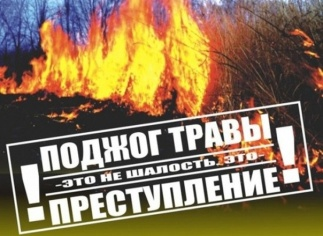 ПОДЖОГ ТРАВЫ
-ЭТО НЕ ШАЛОСТЬ, ЭТО-
! ПРЕСТУПЛЕНИЕ !